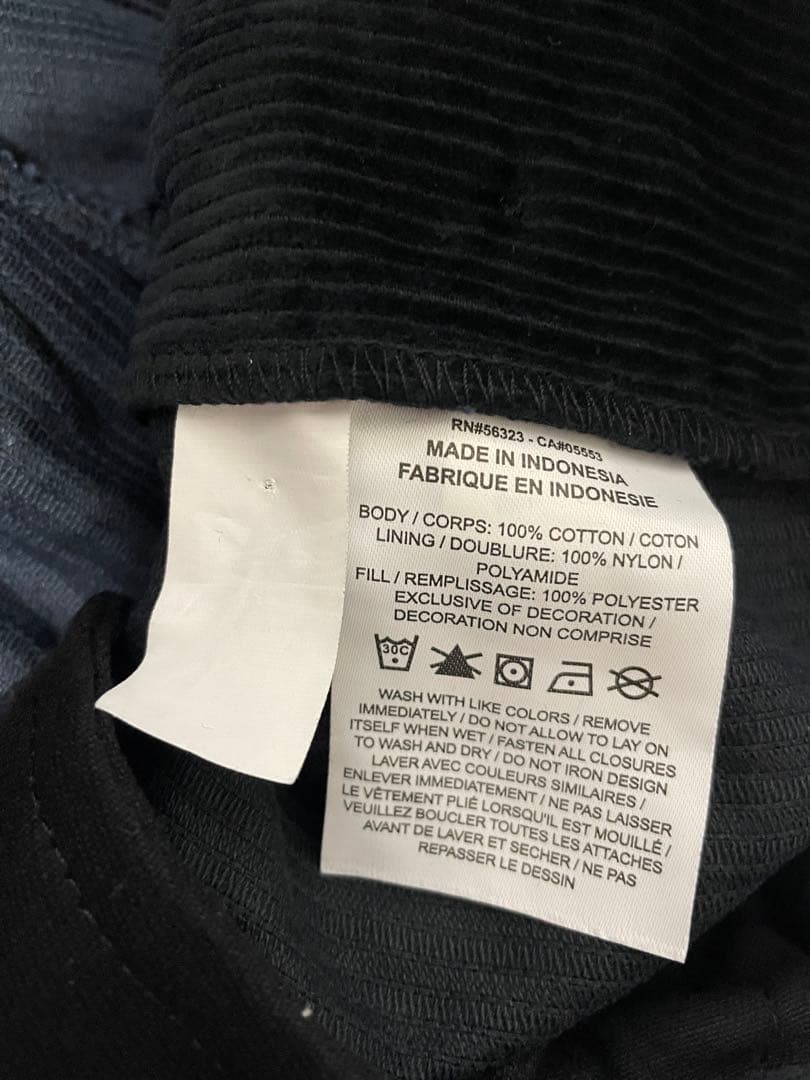 RN#56323 - CA#05553
MADE IN INDONESIA
FABRIQUE EN INDONESIE
BODY / CORPS: 100% COTTON / COTON
LINING / DOUBLURE: 100% NYLON /
POLYAMIDE
FILL / REMPLISSAGE: 100% POLYESTER
EXCLUSIVE OF DECORATION /
DECORATION NON COMPRISE
30C
WASH WITH LIKE COLORS / REMOVE
IMMEDIATELY / DO NOT ALLOW TO LAY ON
ITSELF WHEN WET / FASTEN ALL CLOSURES
TO WASH AND DRY / DO NOT IRON DESIGN
LAVER AVEC COULEURS SIMILAIRES /
ENLEVER IMMEDIATEMENT / NE PAS LAISSER
LE VÊTEMENT PLIÉ LORSQU'IL EST MOUILLÉ /
VEUILLEZ BOUCLER TOUTES LES ATTACHES
AVANT DE LAVER ET SECHER / NE PAS
REPASSER LE DESSIN